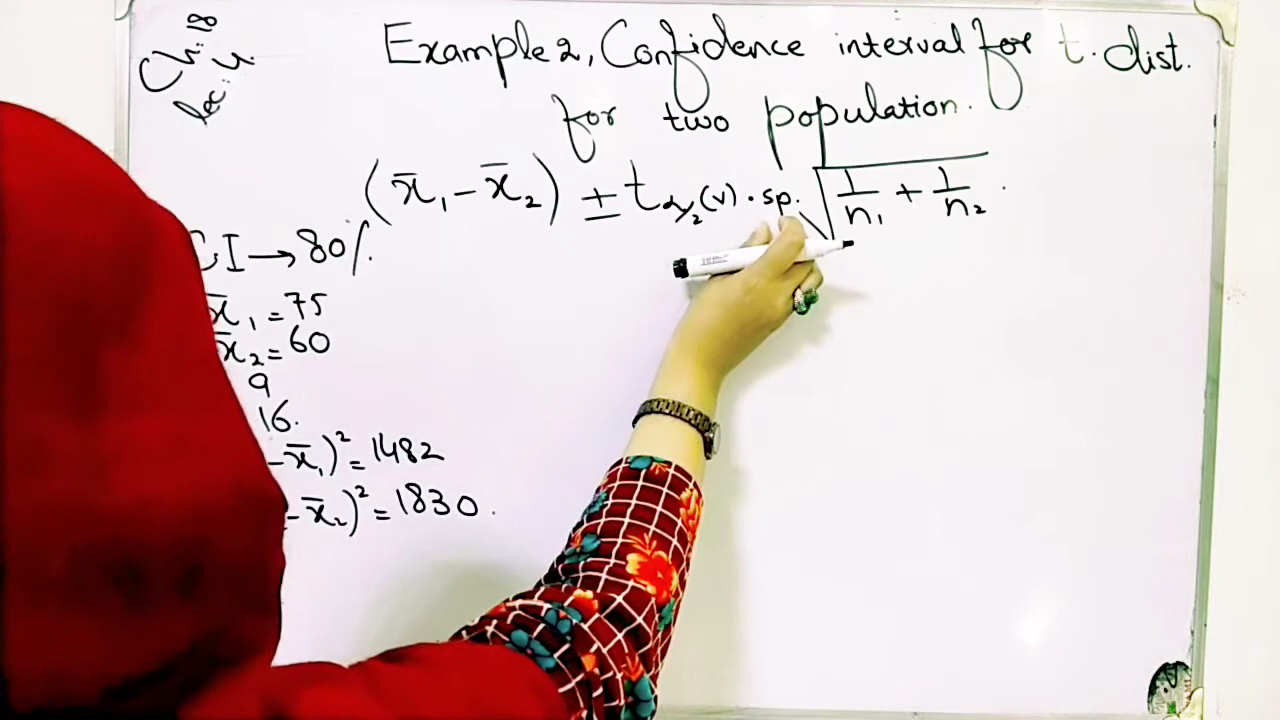 Ch: 18
lec: 4
Example 2, Confidence interval for t. dist.
for two population.
(x̄₁ - x̄₂) ± t α/2 (v) . sp. √(1/n₁ + 1/n₂) .
CI → 80%.
x̄₁ = 75
x̄₂ = 60
9
16.
- x̄₁)² = 1482
- x̄₂)² = 1830 .